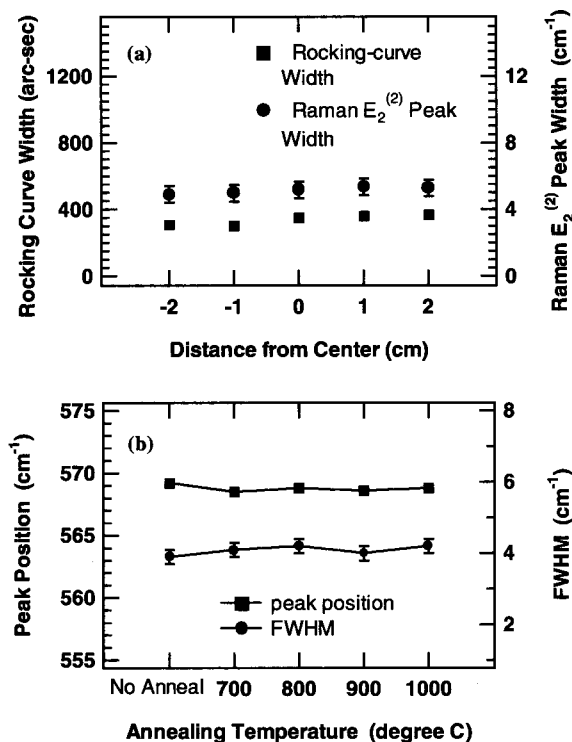 (a)
Rocking-curve
Width
Raman E₂⁽²⁾ Peak
Width
Rocking Curve Width (arc-sec)
1200
800
400
0
Raman E₂⁽²⁾ Peak Width (cm⁻¹)
12
8
4
0
-2 -1 0 1 2
Distance from Center (cm)
(b)
Peak Position (cm⁻¹)
575
570
565
560
555
FWHM (cm⁻¹)
8
6
4
2
peak position
FWHM
No Anneal 700 800 900 1000
Annealing Temperature (degree C)